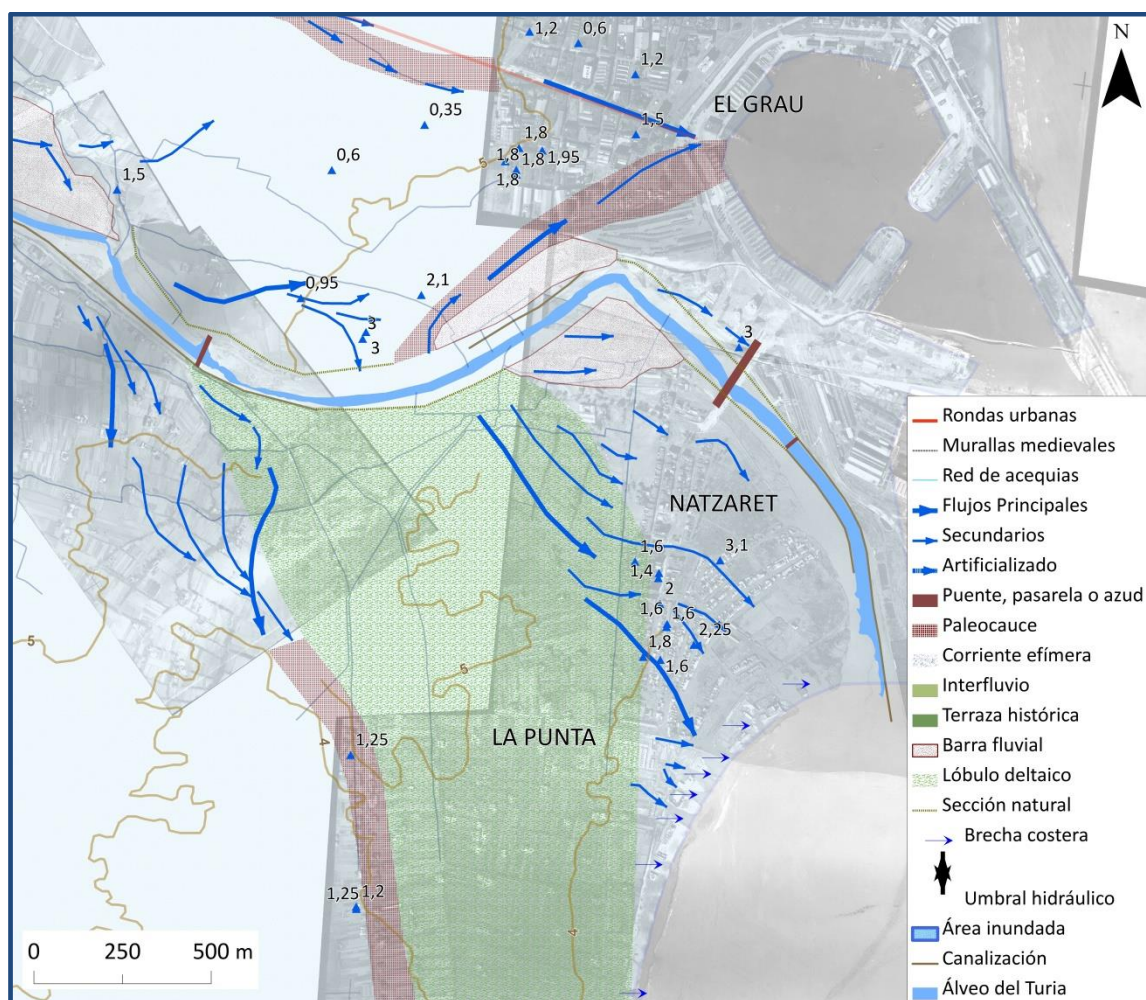 1,2
0,6
N
1,2
EL GRAU
0,35
1,5
1,8
0,6
5
1,8
1,8
1,95
1,5
1,8
0,95
2,1
3
3
3
NATZARET
1,6
3,1
1,4
2
1,6
1,6
2,25
1,8
1,6
5
5
4
1,25
LA PUNTA
1,25
1,2
4
0 250 500 m
Rondas urbanas
Murallas medievales
Red de acequias
Flujos Principales
Secundarios
Artificializado
Puente, pasarela o azud
Paleocauce
Corriente efímera
Interfluvio
Terraza histórica
Barra fluvial
Lóbulo deltaico
Sección natural
Brecha costera
Umbral hidráulico
Área inundada
Canalización
Álveo del Turia